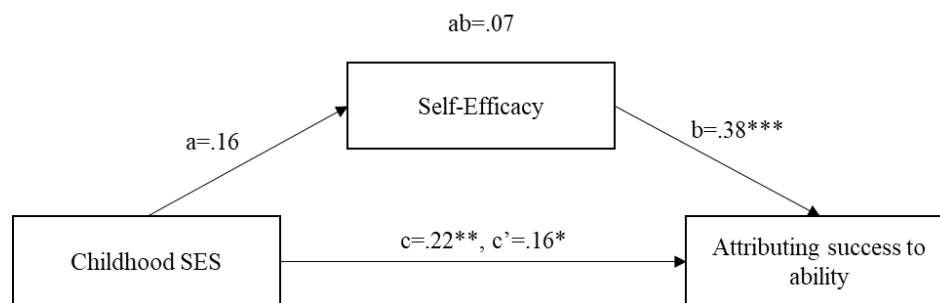 ab=.07
Self-Efficacy
a=.16
b=.38***
c=.22**, c’=.16*
Childhood SES
Attributing success to
ability